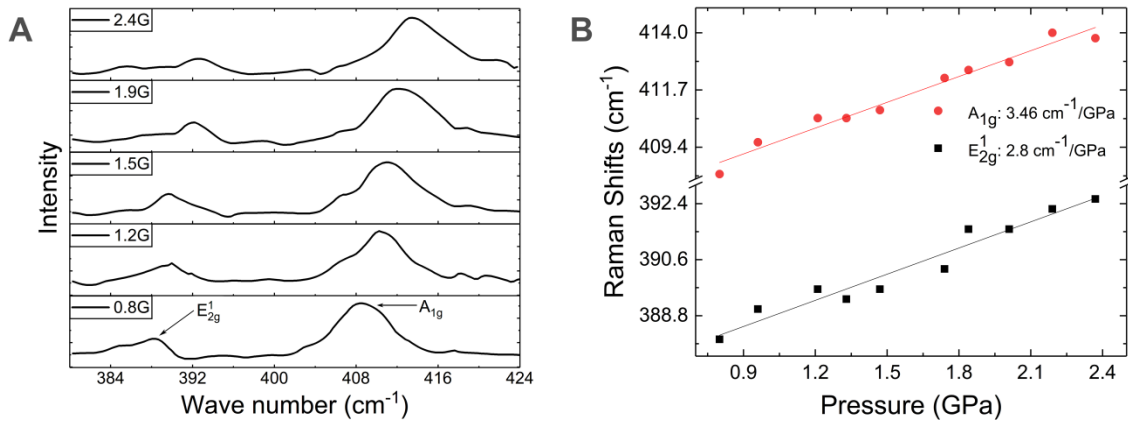 A
2.4G
1.9G
1.5G
1.2G
0.8G
E¹₂g
A₁g
Intensity
384 392 400 408 416 424
Wave number (cm⁻¹)
B
414.0
411.7
409.4
392.4
390.6
388.8
A₁g: 3.46 cm⁻¹/GPa
E¹₂g: 2.8 cm⁻¹/GPa
Raman Shifts (cm⁻¹)
0.9 1.2 1.5 1.8 2.1 2.4
Pressure (GPa)